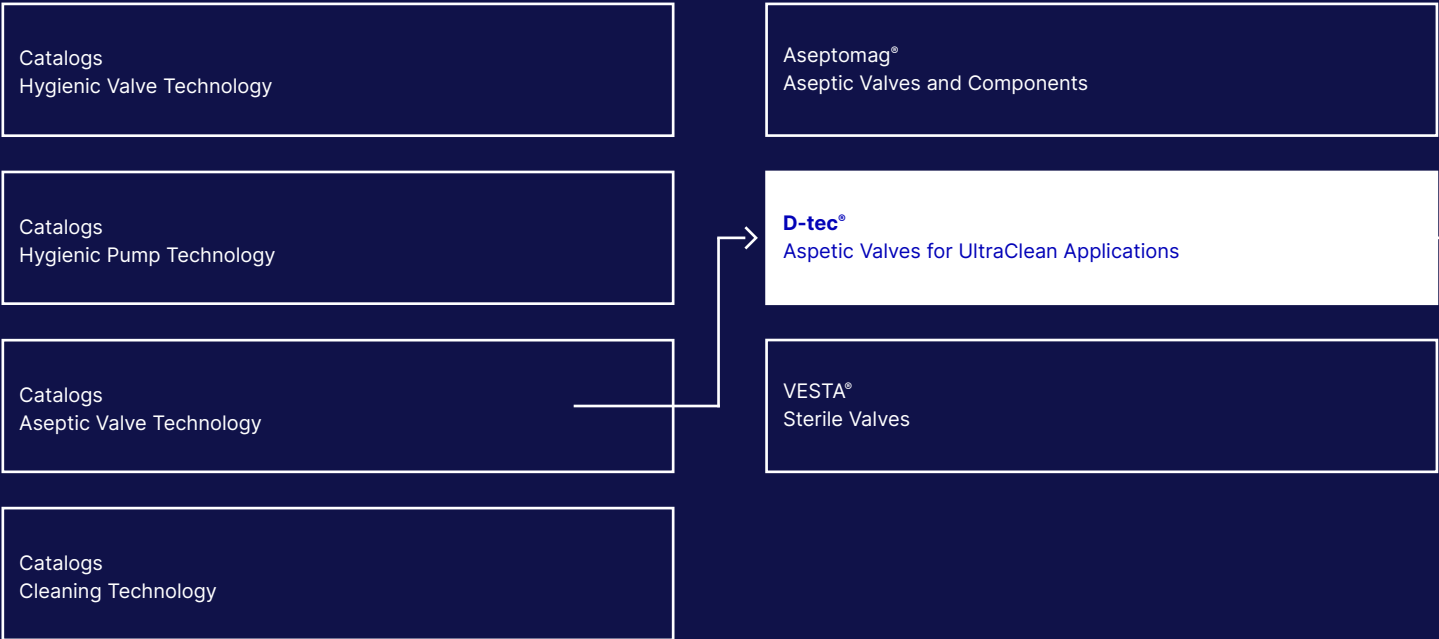 Catalogs
Hygienic Valve Technology
Catalogs
Hygienic Pump Technology
Catalogs
Aseptic Valve Technology
Catalogs
Cleaning Technology
Aseptomag®
Aseptic Valves and Components
D-tec®
Aspetic Valves for UltraClean Applications
VESTA®
Sterile Valves